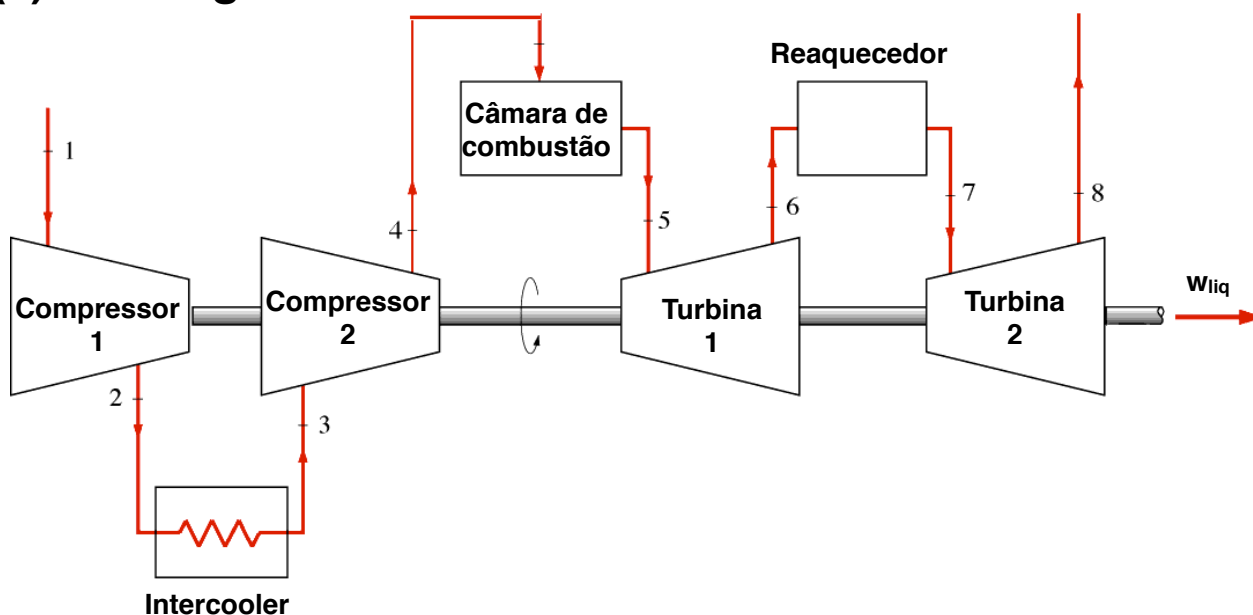 Reaquecedor
Câmara de
combustão
1
4
5
6
7
8
Compressor
1
Compressor
2
Turbina
1
Turbina
2
wliq
2
3
Intercooler